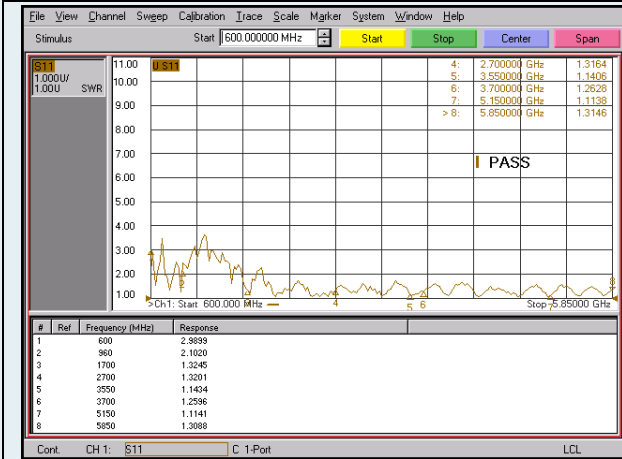 File View Channel Sweep Calibration Trace Scale Marker System Window Help
Stimulus Start 600.000000 MHz Start Stop Center Span
S11
1.000U/
1.00U SWR
U S11
11.00
10.00
9.00
8.00
7.00
6.00
5.00
4.00
3.00
2.00
1.00
4: 2.700000 GHz 1.3164
5: 3.550000 GHz 1.1406
6: 3.700000 GHz 1.2628
7: 5.150000 GHz 1.1138
> 8: 5.850000 GHz 1.3146
PASS
2
4
5
6
7
8
>Ch1: Start 600.000 MHz Stop 5.85000 GHz
# Ref Frequency (MHz) Response
1 600 2.9899
2 960 2.1020
3 1700 1.3245
4 2700 1.3201
5 3550 1.1434
6 3700 1.2596
7 5150 1.1141
8 5850 1.3088
Cont. CH 1: S11 C 1-Port LCL